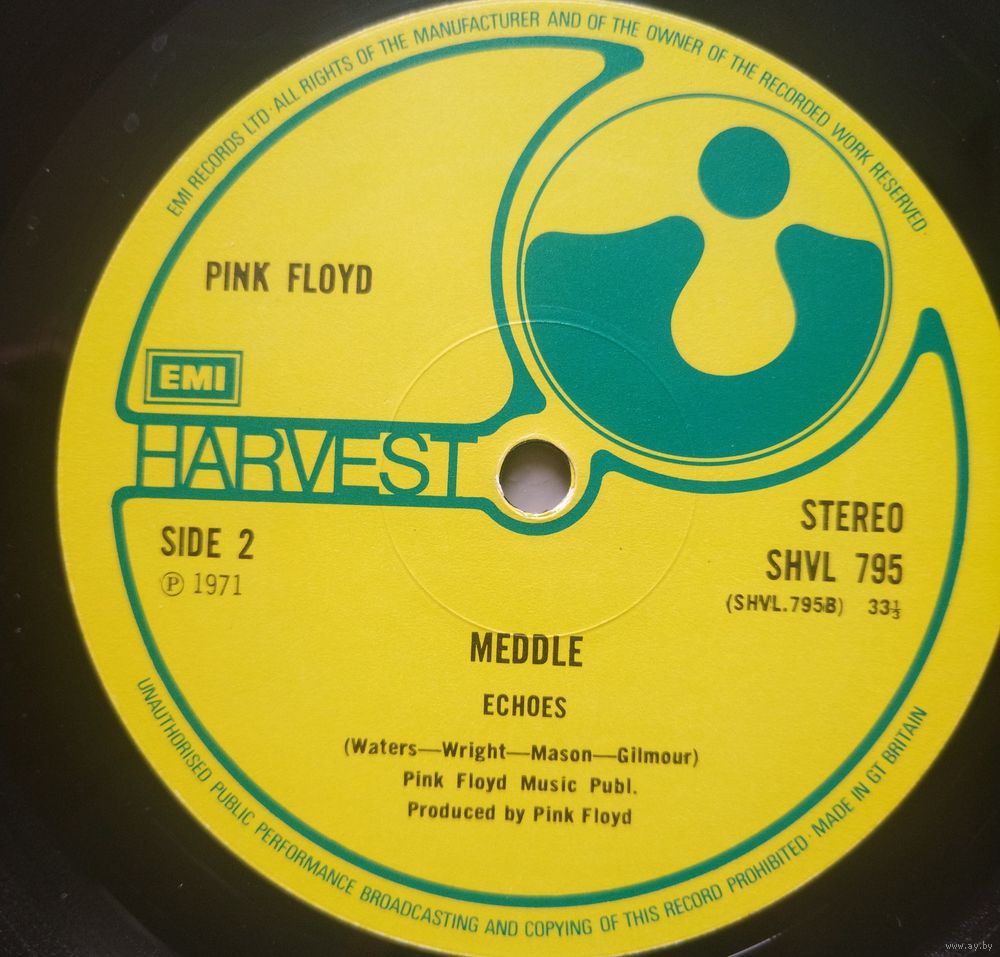 EMI RECORDS LTD·ALL RIGHTS OF THE MANUFACTURER AND OF THE OWNER OF THE RECORDED WORK RESERVED·
PINK FLOYD
EMI
HARVEST
SIDE 2
Ⓟ 1971
STEREO
SHVL 795
(SHVL.795B) 33⅓
MEDDLE
ECHOES
(Waters—Wright—Mason—Gilmour)
Pink Floyd Music Publ.
Produced by Pink Floyd
UNAUTHORISED PUBLIC PERFORMANCE BROADCASTING AND COPYING OF THIS RECORD PROHIBITED·MADE IN GT BRITAIN
www.ay.by